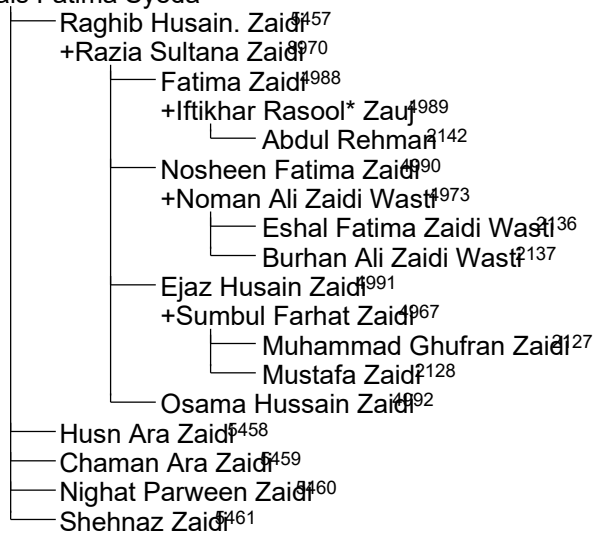 Fatima Syeda
Raghib Husain. Zaidi5457
+Razia Sultana Zaidi8970
Fatima Zaidi4988
+Iftikhar Rasool* Zauj4989
Abdul Rehman2142
Nosheen Fatima Zaidi4990
+Noman Ali Zaidi Wasti4973
Eshal Fatima Zaidi Wasti2136
Burhan Ali Zaidi Wasti2137
Ejaz Husain Zaidi4991
+Sumbul Farhat Zaidi4967
Muhammad Ghufran Zaidi2127
Mustafa Zaidi2128
Osama Hussain Zaidi4992
Husn Ara Zaidi5458
Chaman Ara Zaidi5459
Nighat Parween Zaidi5460
Shehnaz Zaidi5461